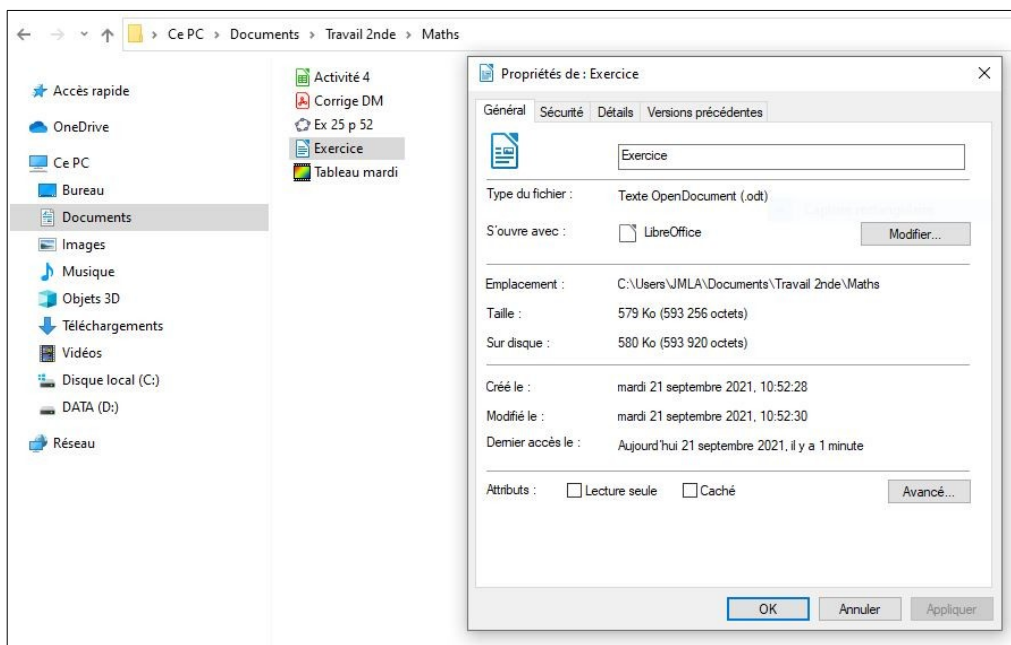 Ce PC > Documents > Travail 2nde > Maths
Accès rapide
OneDrive
Ce PC
Bureau
Documents
Images
Musique
Objets 3D
Téléchargements
Vidéos
Disque local (C:)
DATA (D:)
Réseau
Activité 4
Corrige DM
Ex 25 p 52
Exercice
Tableau mardi
Propriétés de : Exercice
Général Sécurité Détails Versions précédentes
Exercice
Type du fichier : Texte OpenDocument (.odt)
S'ouvre avec : LibreOffice Modifier...
Emplacement : C:\Users\JMLA\Documents\Travail 2nde\Maths
Taille : 579 Ko (593 256 octets)
Sur disque : 580 Ko (593 920 octets)
Créé le : mardi 21 septembre 2021, 10:52:28
Modifié le : mardi 21 septembre 2021, 10:52:30
Dernier accès le : Aujourd'hui 21 septembre 2021, il y a 1 minute
Attributs : Lecture seule Caché Avancé...
OK Annuler Appliquer